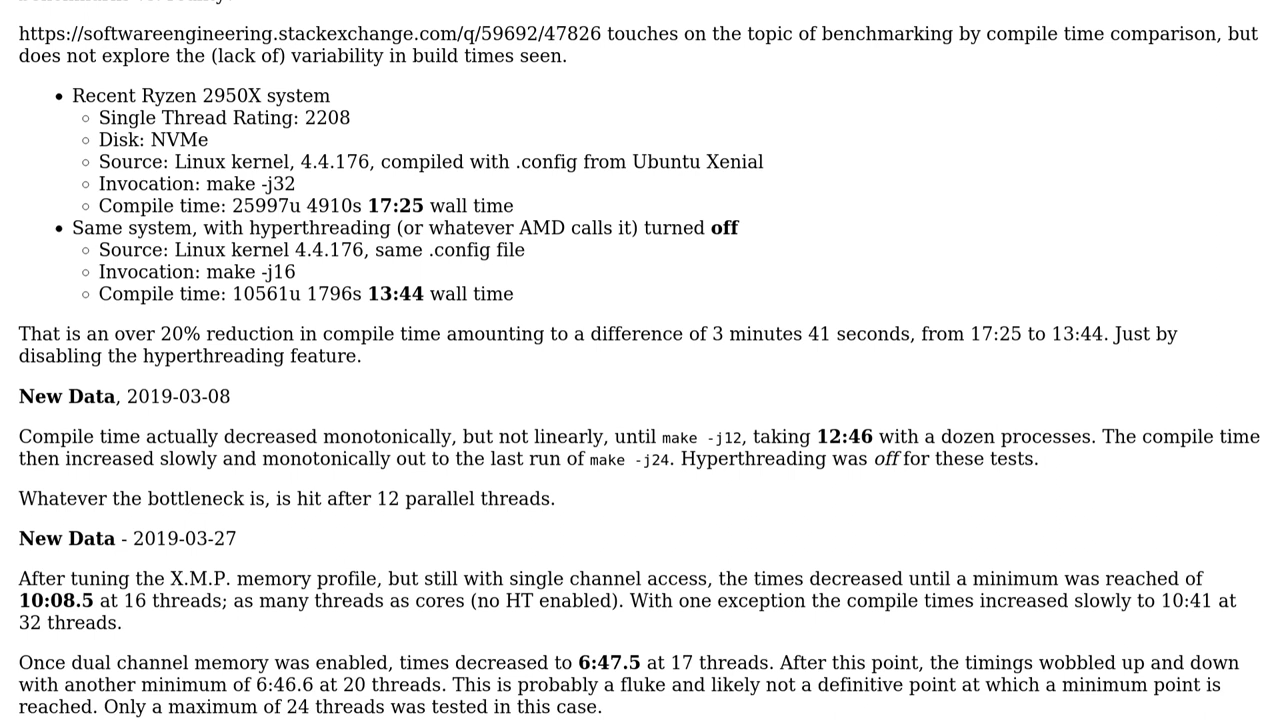 https://softwareengineering.stackexchange.com/q/59692/47826 touches on the topic of benchmarking by compile time comparison, but
does not explore the (lack of) variability in build times seen.
• Recent Ryzen 2950X system
◦ Single Thread Rating: 2208
◦ Disk: NVMe
◦ Source: Linux kernel, 4.4.176, compiled with .config from Ubuntu Xenial
◦ Invocation: make -j32
◦ Compile time: 25997u 4910s 17:25 wall time
• Same system, with hyperthreading (or whatever AMD calls it) turned off
◦ Source: Linux kernel 4.4.176, same .config file
◦ Invocation: make -j16
◦ Compile time: 10561u 1796s 13:44 wall time
That is an over 20% reduction in compile time amounting to a difference of 3 minutes 41 seconds, from 17:25 to 13:44. Just by
disabling the hyperthreading feature.
New Data, 2019-03-08
Compile time actually decreased monotonically, but not linearly, until make -j12, taking 12:46 with a dozen processes. The compile time
then increased slowly and monotonically out to the last run of make -j24. Hyperthreading was off for these tests.
Whatever the bottleneck is, is hit after 12 parallel threads.
New Data - 2019-03-27
After tuning the X.M.P. memory profile, but still with single channel access, the times decreased until a minimum was reached of
10:08.5 at 16 threads; as many threads as cores (no HT enabled). With one exception the compile times increased slowly to 10:41 at
32 threads.
Once dual channel memory was enabled, times decreased to 6:47.5 at 17 threads. After this point, the timings wobbled up and down
with another minimum of 6:46.6 at 20 threads. This is probably a fluke and likely not a definitive point at which a minimum point is
reached. Only a maximum of 24 threads was tested in this case.